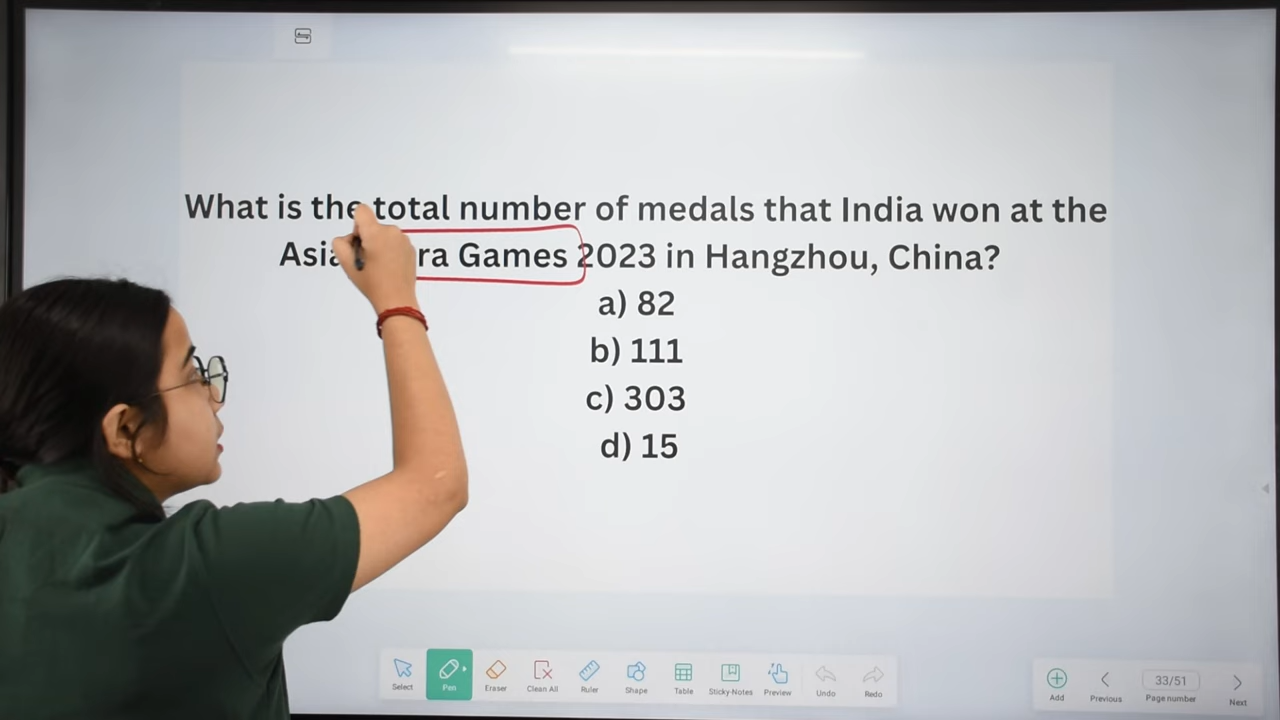 What is the total number of medals that India won at the
Games 2023 in Hangzhou, China?
a) 82
b) 111
c) 303
d) 15
Select
Pen
Eraser
Clean All
Ruler
Shape
Table
Sticky-Notes
Preview
Undo
Redo
Add
Previous
33/51
Page number
Next